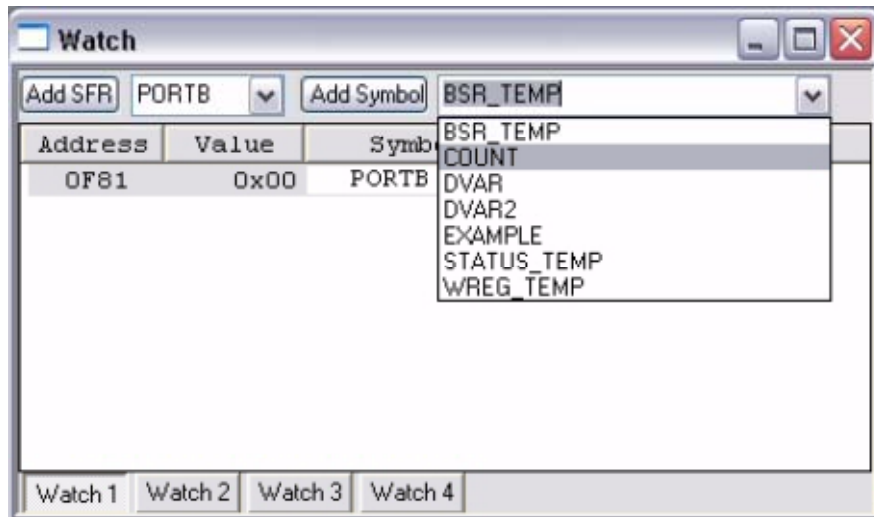 Watch
Add SFR PORTB Add Symbol BSR_TEMP
Address Value Symb
BSR_TEMP
COUNT
0F81 0x00 PORTB
DVAR
DVAR2
EXAMPLE
STATUS_TEMP
WREG_TEMP
Watch 1 Watch 2 Watch 3 Watch 4